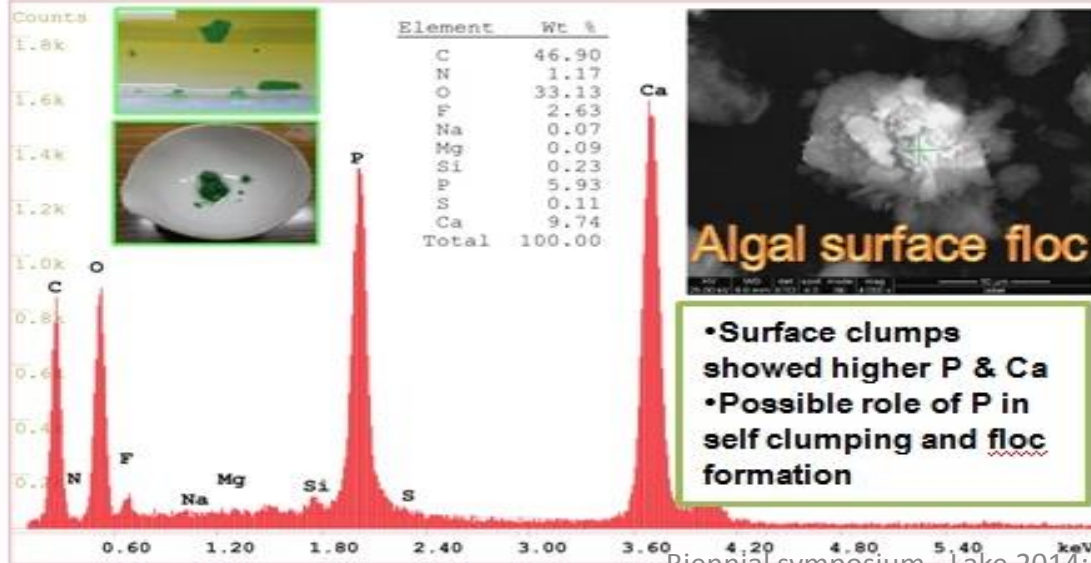 Counts
1.8k
1.6k
1.4k
1.2k
1.0k
0.8k
0.6
0.4
0.2
Element Wt %
C 46.90
N 1.17
O 33.13
F 2.63
Na 0.07
Mg 0.09
Si 0.23
P 5.93
S 0.11
Ca 9.74
Total 100.00
C
N
O
F
Na
Mg
Si
P
S
Ca
0.60 1.20 1.80 2.40 3.00 3.60 4.20 4.80 5.40 keV
Algal surface floc
•Surface clumps
showed higher P & Ca
•Possible role of P in
self clumping and floc
formation
Biennial symposium - Lake 2014: